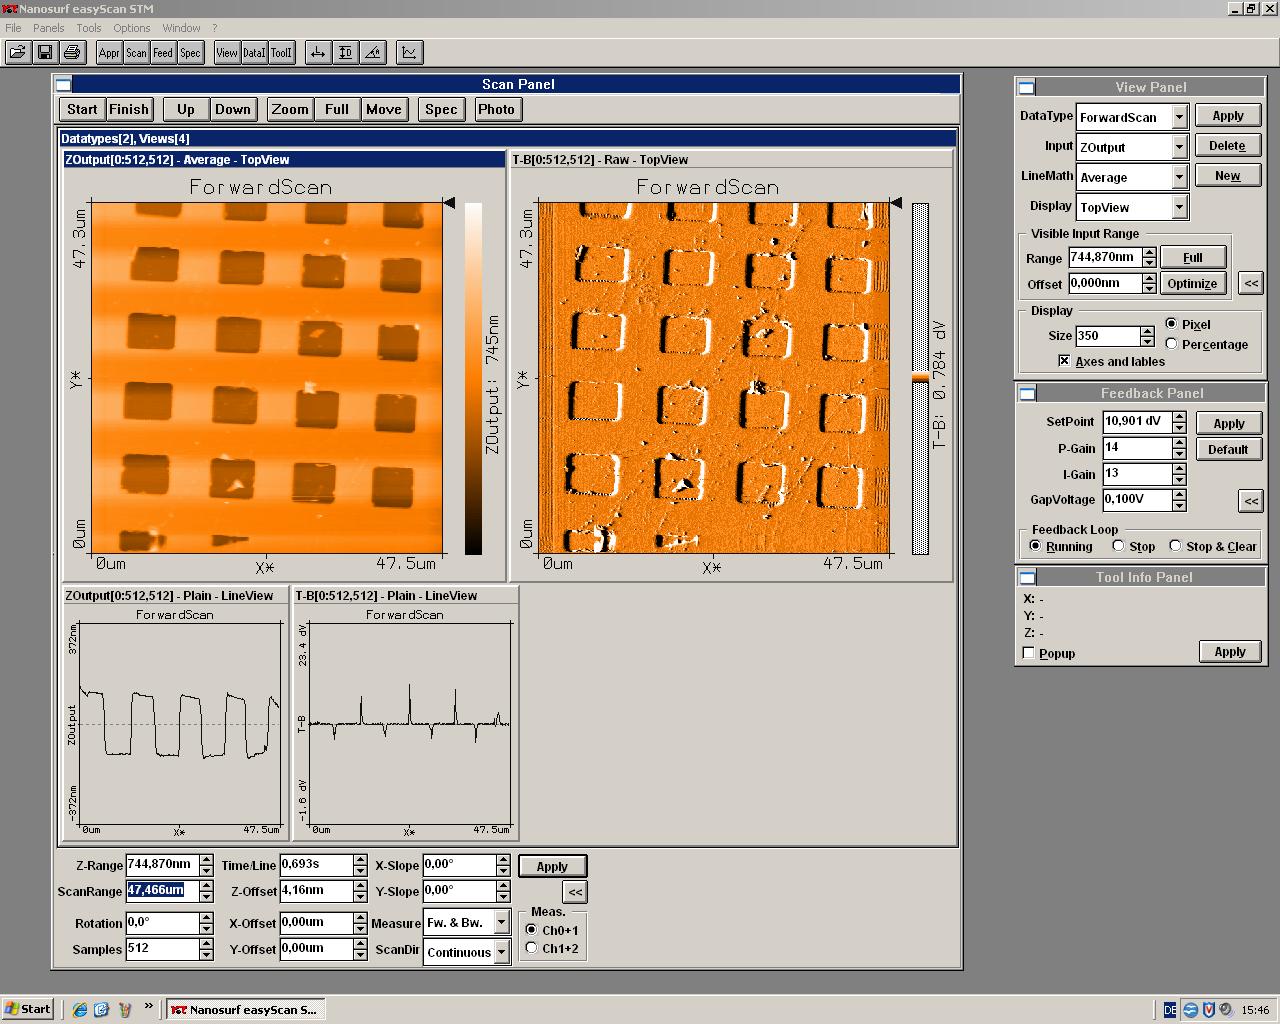 Nanosurf easyScan STM
File Panels Tools Options Window ?
Appr Scan Feed Spec View DataI ToolI
Scan Panel
Start Finish Up Down Zoom Full Move Spec Photo
Datatypes[2], Views[4]
ZOutput[0:512,512] - Average - TopView
ForwardScan
47.3um
Y*
0um
0um X* 47.5um
ZOutput: 745nm
T-B[0:512,512] - Raw - TopView
ForwardScan
47.3um
Y*
0um
0um X* 47.5um
T-B: 0.784 dV
ZOutput[0:512,512] - Plain - LineView
ForwardScan
372nm
ZOutput
-372nm
0um X* 47.5um
T-B[0:512,512] - Plain - LineView
ForwardScan
23.4 dV
T-B
-1.6 dV
0um X* 47.5um
Z-Range 744,870nm Time/Line 0,693s X-Slope 0,00° Apply
ScanRange 47,466um Z-Offset 4,16nm Y-Slope 0,00° <<
Rotation 0,0° X-Offset 0,00um Measure Fw. & Bw.
Samples 512 Y-Offset 0,00um ScanDir Continuous
Meas.
Ch0+1
Ch1+2
View Panel
DataType ForwardScan Apply
Input ZOutput Delete
LineMath Average New
Display TopView
Visible Input Range
Range 744,870nm Full
Offset 0,000nm Optimize <<
Display
Size 350 Pixel
Percentage
Axes and lables
Feedback Panel
SetPoint 10,901 dV Apply
P-Gain 14 Default
I-Gain 13
GapVoltage 0,100V <<
Feedback Loop
Running Stop Stop & Clear
Tool Info Panel
X: -
Y: -
Z: -
Popup Apply
Start » Nanosurf easyScan S... DE 15:46